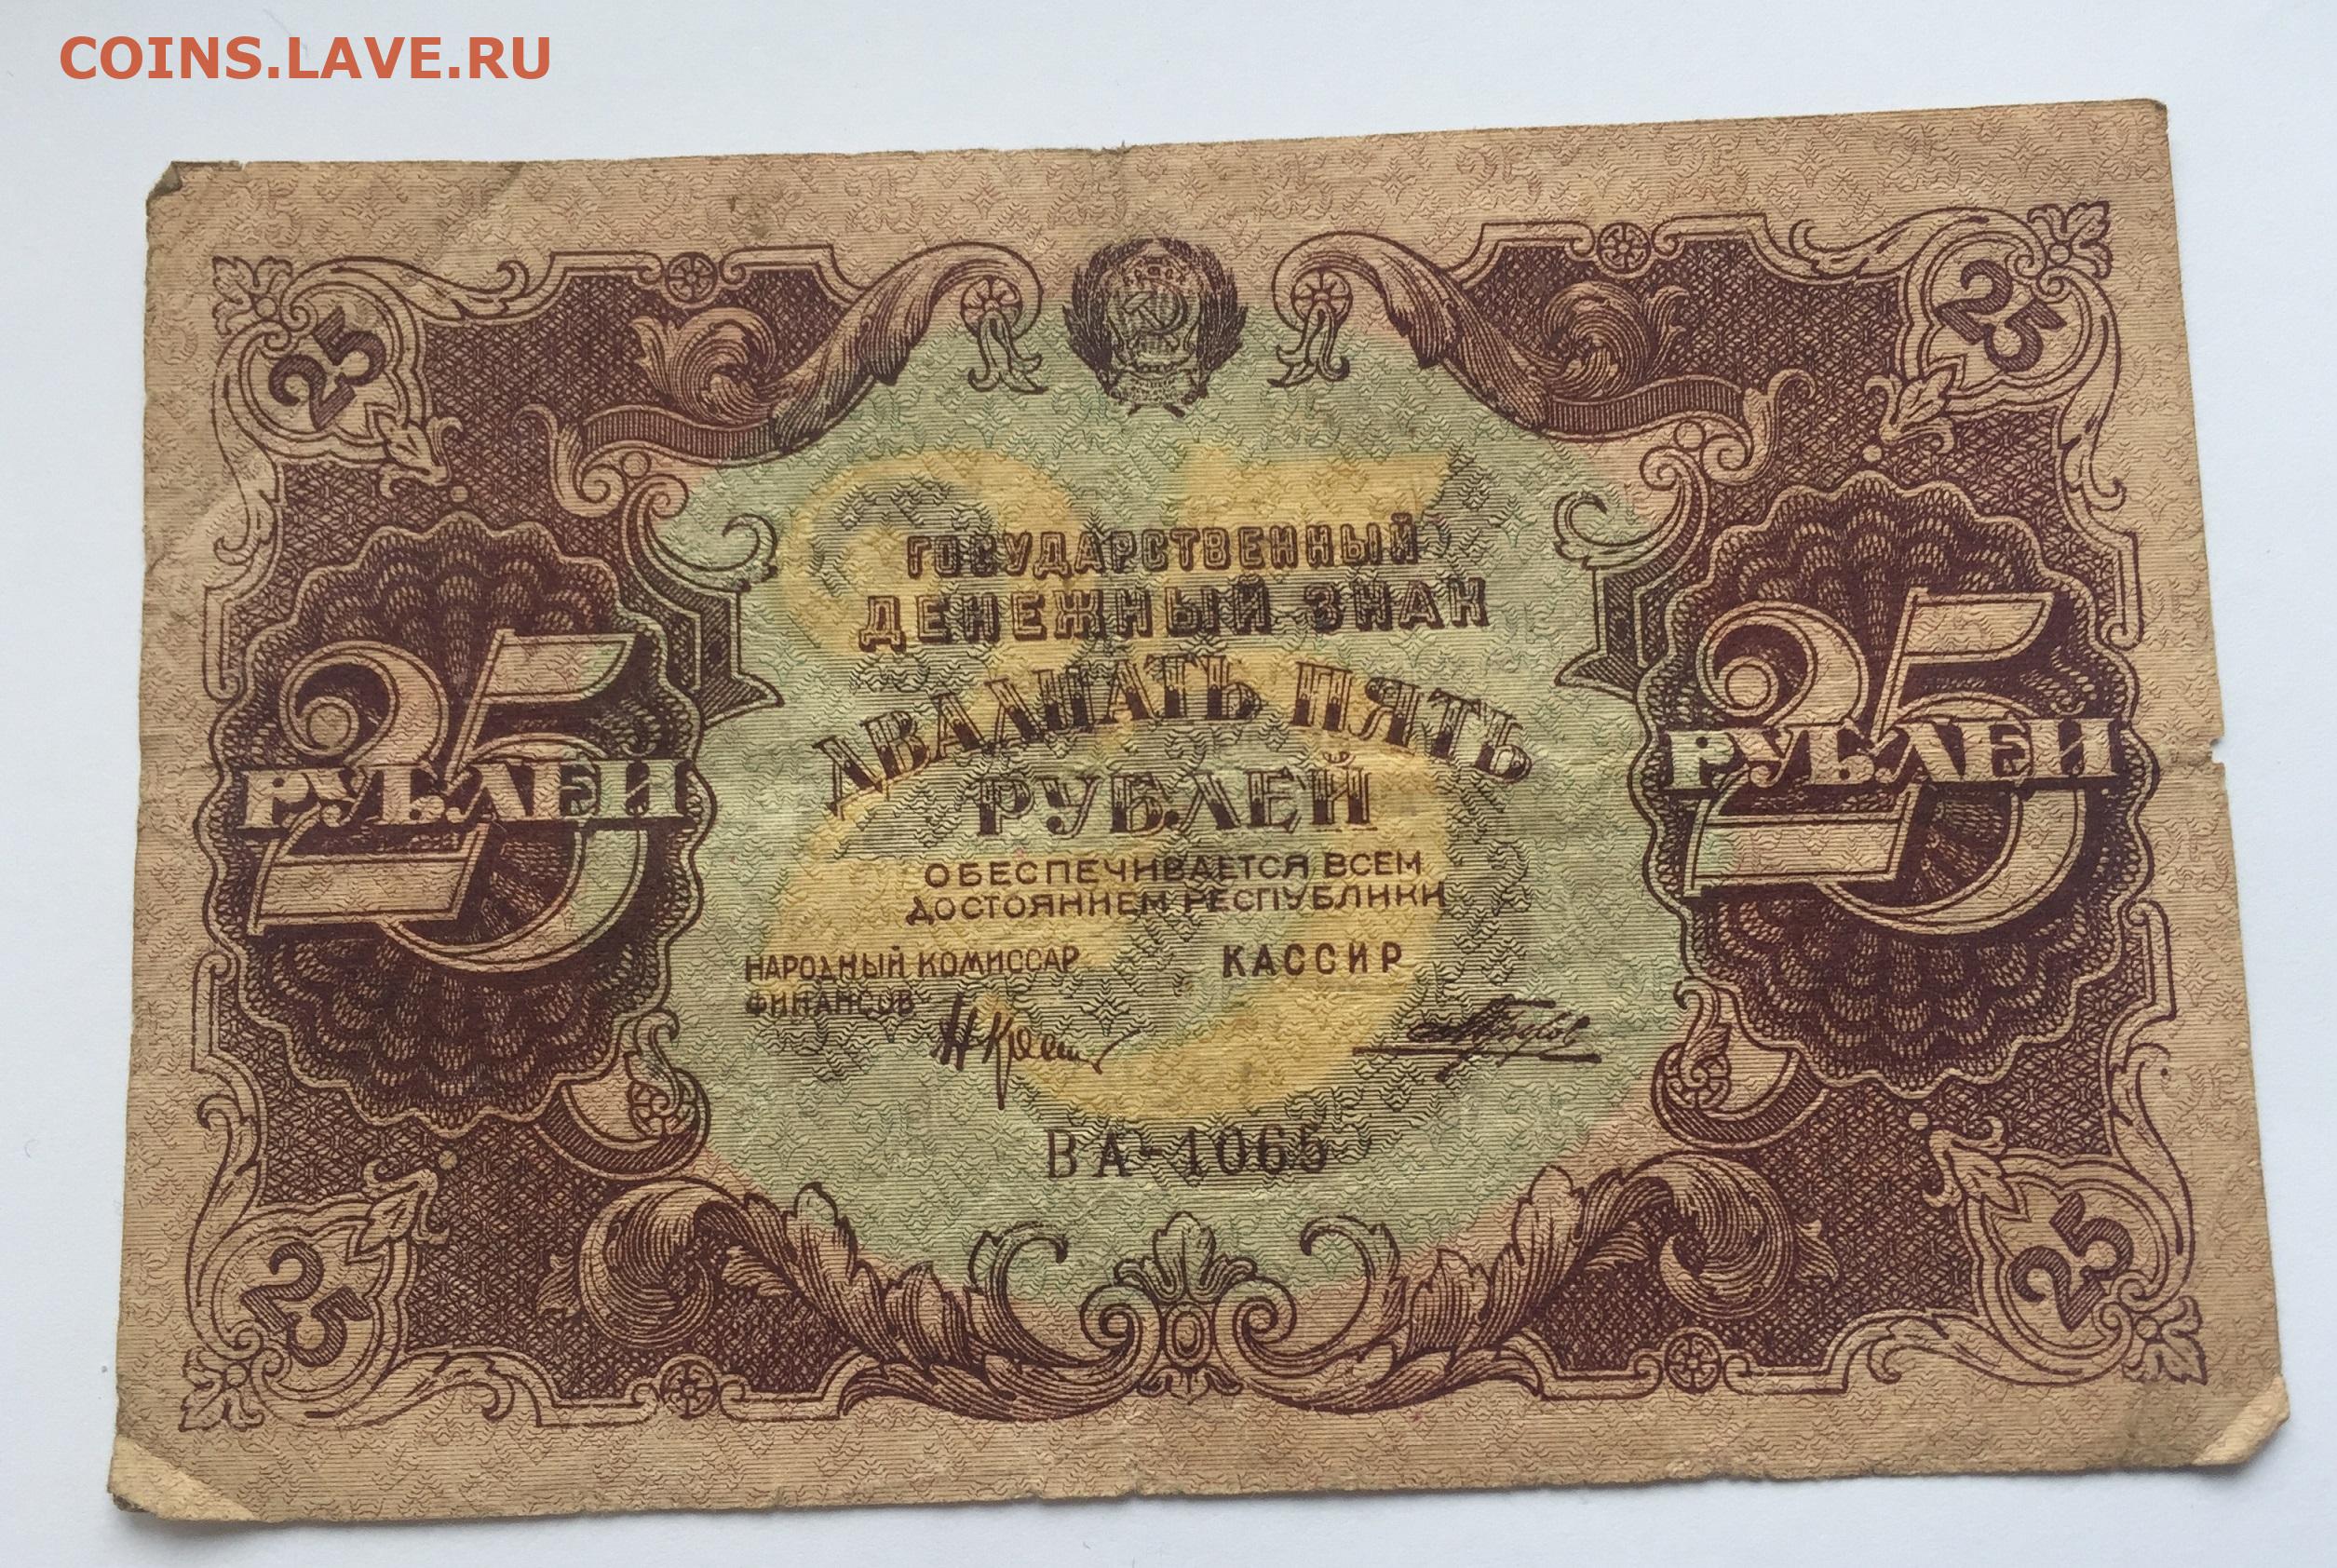 COINS.LAVE.RU
25
25
ГОСУДАРСТВЕННЫЙ
ДЕНЕЖНЫЙ ЗНАК
ДВАДЦАТЬ ПЯТЬ
РУБЛЕЙ
25
РУБЛЕЙ
25
РУБЛЕЙ
ОБЕСПЕЧИВАЕТСЯ ВСЕМ
ДОСТОЯНИЕМ РЕСПУБЛИКИ
НАРОДНЫЙ КОМИССАР
ФИНАНСОВ
КАССИР
ВА-1065
25
25